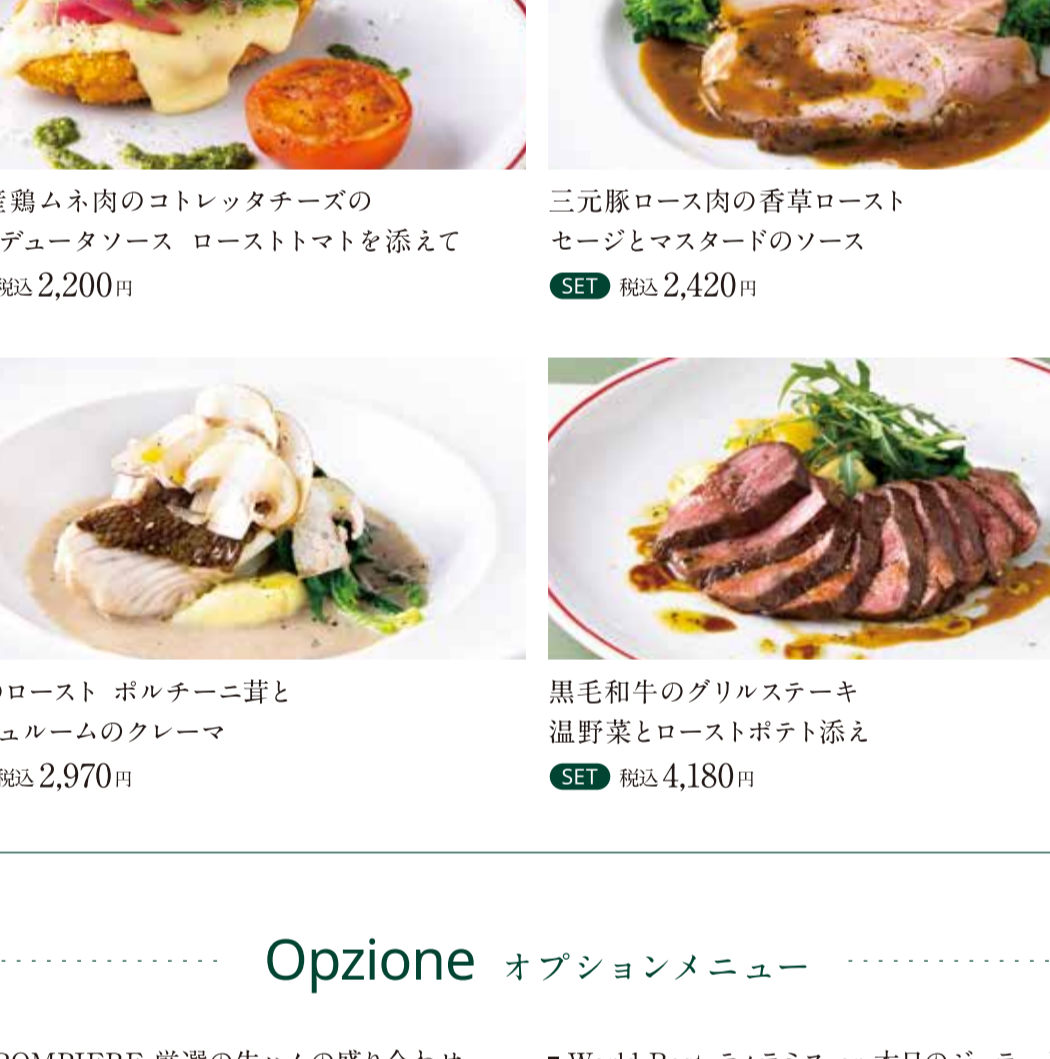 鶏ムネ肉のコトレッタチーズの
デュータソース ローストトマトを添えて
税込2,200円
三元豚ロース肉の香草ロースト
セージとマスタードのソース
SET 税込2,420円
ロースト ポルチーニ茸と
ュルームのクレーマ
税込2,970円
黒毛和牛のグリルステーキ
温野菜とローストポテト添え
SET 税込4,180円
Opzione オプションメニュー